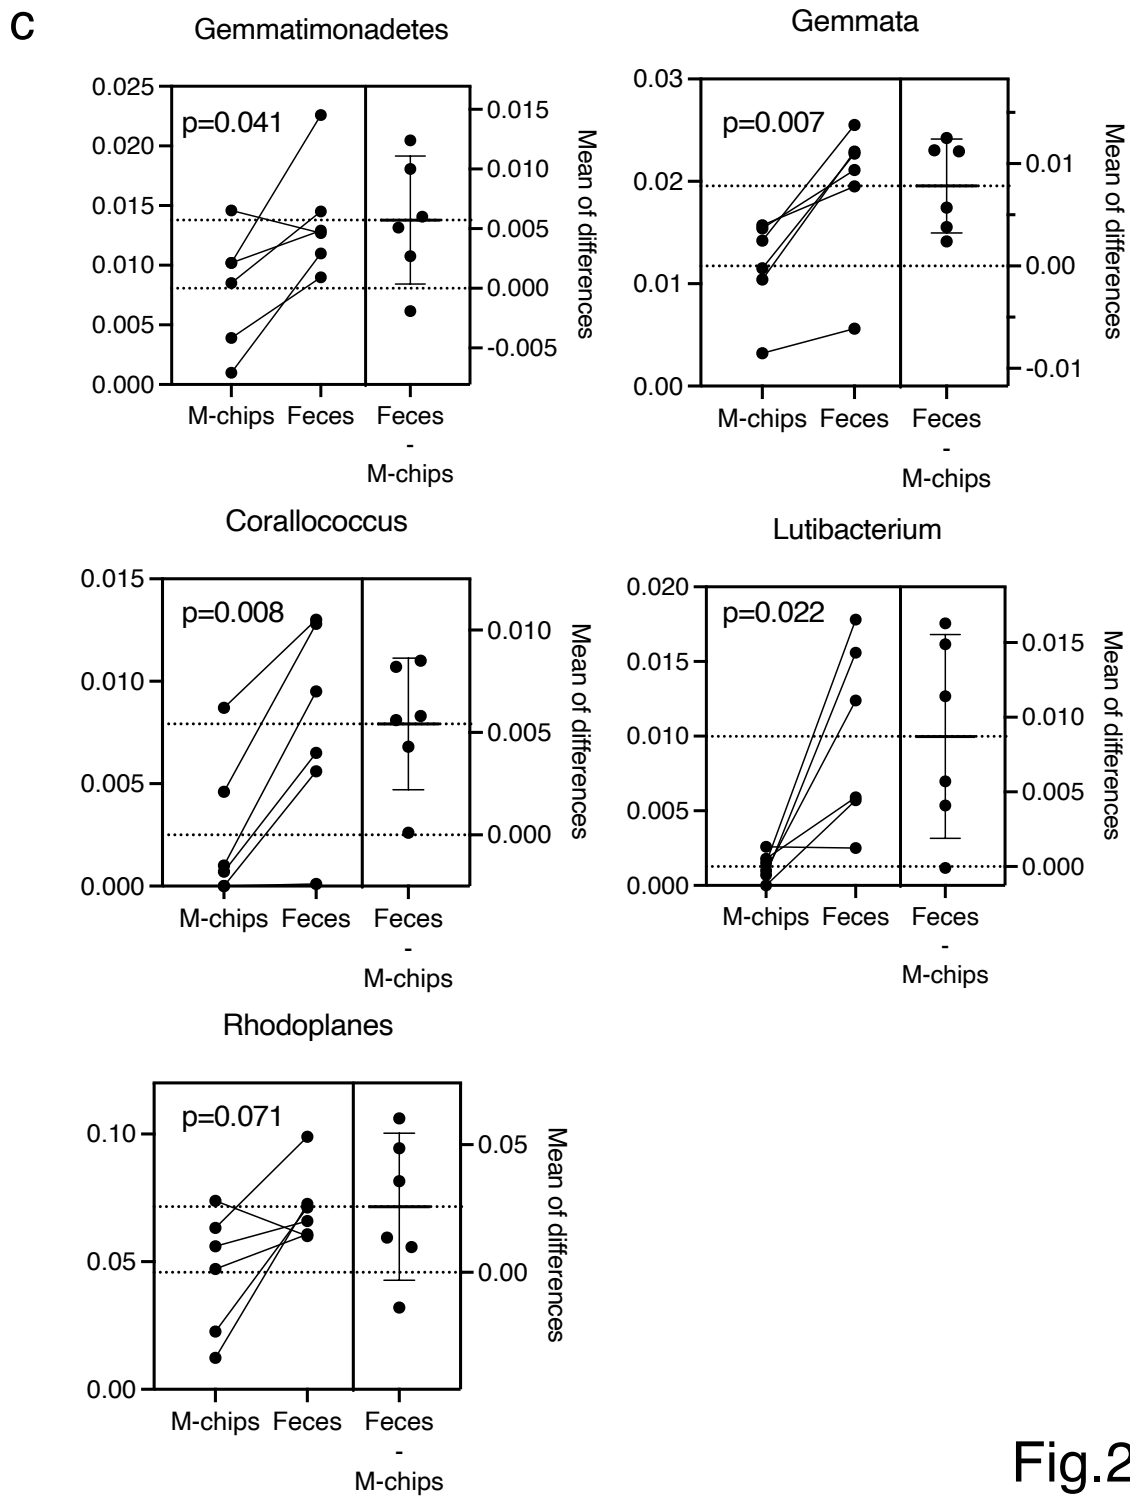 C
Gemmatimonadetes
0.025
0.020
0.015
0.010
0.005
0.000
p=0.041
0.015
0.010
0.005
0.000
-0.005
Mean of differences
M-chips Feces Feces
-
M-chips
Gemmata
0.03
0.02
0.01
0.00
p=0.007
0.01
0.00
-0.01
Mean of differences
M-chips Feces Feces
-
M-chips
Corallococcus
0.015
0.010
0.005
0.000
p=0.008
0.010
0.005
0.000
Mean of differences
M-chips Feces Feces
-
M-chips
Lutibacterium
0.020
0.015
0.010
0.005
0.000
p=0.022
0.015
0.010
0.005
0.000
Mean of differences
M-chips Feces Feces
-
M-chips
Rhodoplanes
0.10
0.05
0.00
p=0.071
0.05
0.00
Mean of differences
M-chips Feces Feces
-
M-chips
Fig.2